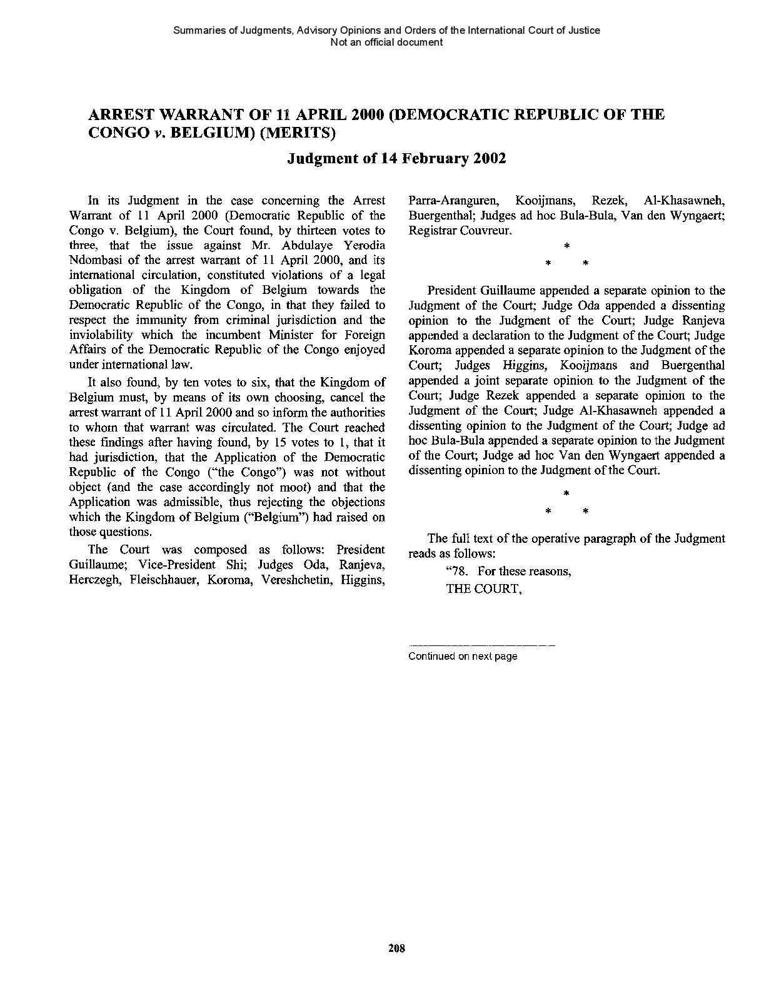 Summaries of Judgments, Advisory Opinions and Orders of the International Court of Justice
Not an official document
ARREST WARRANT OF 11 APRIL 2000 (DEMOCRATIC REPUBLIC OF THE
CONGO v. BELGIUM) (MERITS)
Judgment of 14 February 2002
In its Judgment in the case concerning the Arrest
Warrant of 11 April 2000 (Democratic Republic of the
Congo v. Belgium), the Court found, by thirteen votes to
three, that the issue against Mr. Abdulaye Yerodia
Ndombasi of the arrest warrant of 11 April 2000, and its
international circulation, constituted violations of a legal
obligation of the Kingdom of Belgium towards the
Democratic Republic of the Congo, in that they failed to
respect the immunity from criminal jurisdiction and the
inviolability which the incumbent Minister for Foreign
Affairs of the Democratic Republic of the Congo enjoyed
under international law.
It also found, by ten votes to six, that the Kingdom of
Belgium must, by means of its own choosing, cancel the
arrest warrant of 11 April 2000 and so inform the authorities
to whom that warrant was circulated. The Court reached
these findings after having found, by 15 votes to 1, that it
had jurisdiction, that the Application of the Democratic
Republic of the Congo (“the Congo”) was not without
object (and the case accordingly not moot) and that the
Application was admissible, thus rejecting the objections
which the Kingdom of Belgium (“Belgium”) had raised on
those questions.
The Court was composed as follows: President
Guillaume; Vice-President Shi; Judges Oda, Ranjeva,
Herczegh, Fleischhauer, Koroma, Vereshchetin, Higgins,
Parra-Aranguren, Kooijmans, Rezek, Al-Khasawneh,
Buergenthal; Judges ad hoc Bula-Bula, Van den Wyngaert;
Registrar Couvreur.
*
* *
President Guillaume appended a separate opinion to the
Judgment of the Court; Judge Oda appended a dissenting
opinion to the Judgment of the Court; Judge Ranjeva
appended a declaration to the Judgment of the Court; Judge
Koroma appended a separate opinion to the Judgment of the
Court; Judges Higgins, Kooijmans and Buergenthal
appended a joint separate opinion to the Judgment of the
Court; Judge Rezek appended a separate opinion to the
Judgment of the Court; Judge Al-Khasawneh appended a
dissenting opinion to the Judgment of the Court; Judge ad
hoc Bula-Bula appended a separate opinion to the Judgment
of the Court; Judge ad hoc Van den Wyngaert appended a
dissenting opinion to the Judgment of the Court.
*
* *
The full text of the operative paragraph of the Judgment
reads as follows:
“78. For these reasons,
THE COURT,
Continued on next page
208